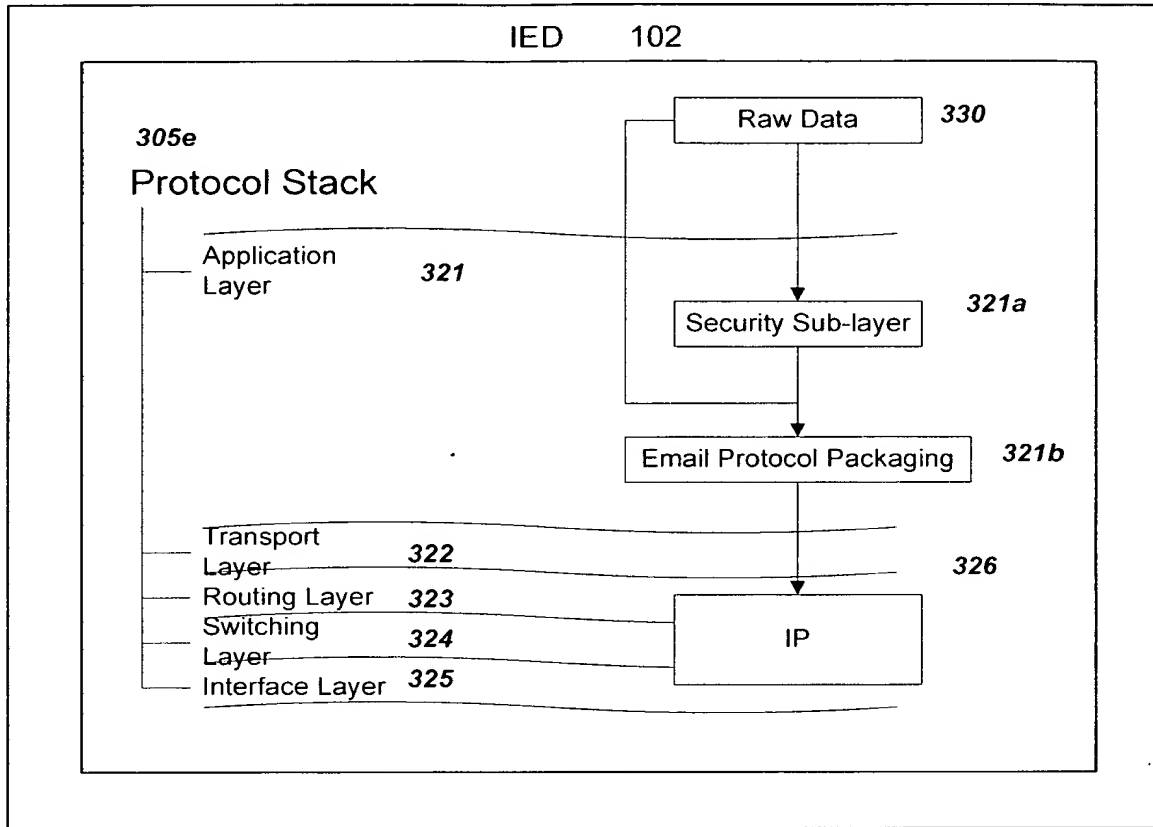 IED 102
Raw Data 330
305e
Protocol Stack
Application
Layer 321
Security Sub-layer 321a
Email Protocol Packaging 321b
Transport
Layer 322
326
Routing Layer 323
Switching
Layer 324
IP
Interface Layer 325